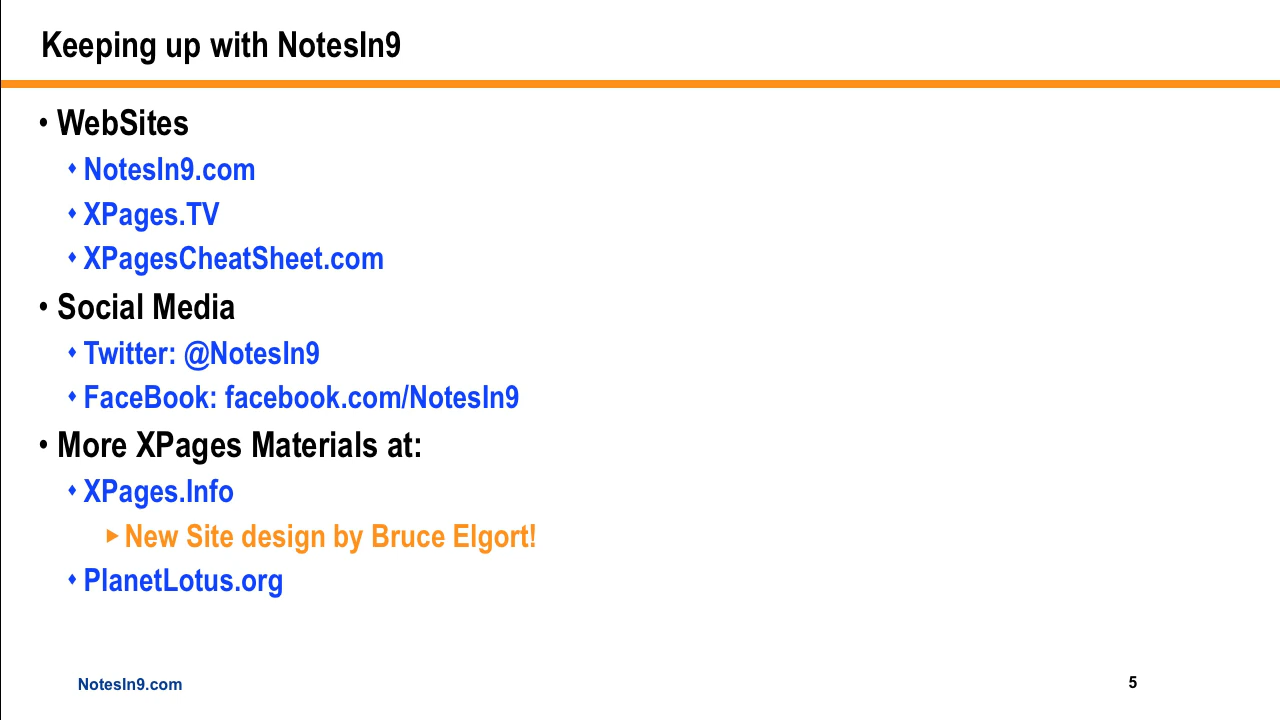 Keeping up with NotesIn9
• WebSites
♦ NotesIn9.com
♦ XPages.TV
♦ XPagesCheatSheet.com
• Social Media
♦ Twitter: @NotesIn9
♦ FaceBook: facebook.com/NotesIn9
• More XPages Materials at:
♦ XPages.Info
▶ New Site design by Bruce Elgort!
♦ PlanetLotus.org
NotesIn9.com
5